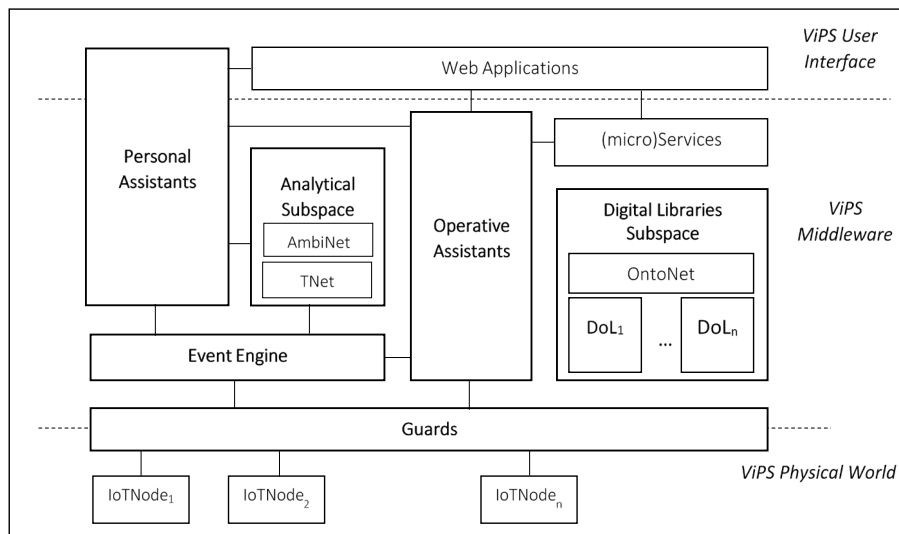 ViPS User
Interface
Web Applications
Personal
Assistants
(micro)Services
Analytical
Subspace
AmbiNet
TNet
Operative
Assistants
Digital Libraries
Subspace
OntoNet
DoL₁ ... DoLₙ
ViPS
Middleware
Event Engine
Guards
ViPS Physical World
IoTNode₁ IoTNode₂ IoTNodeₙ